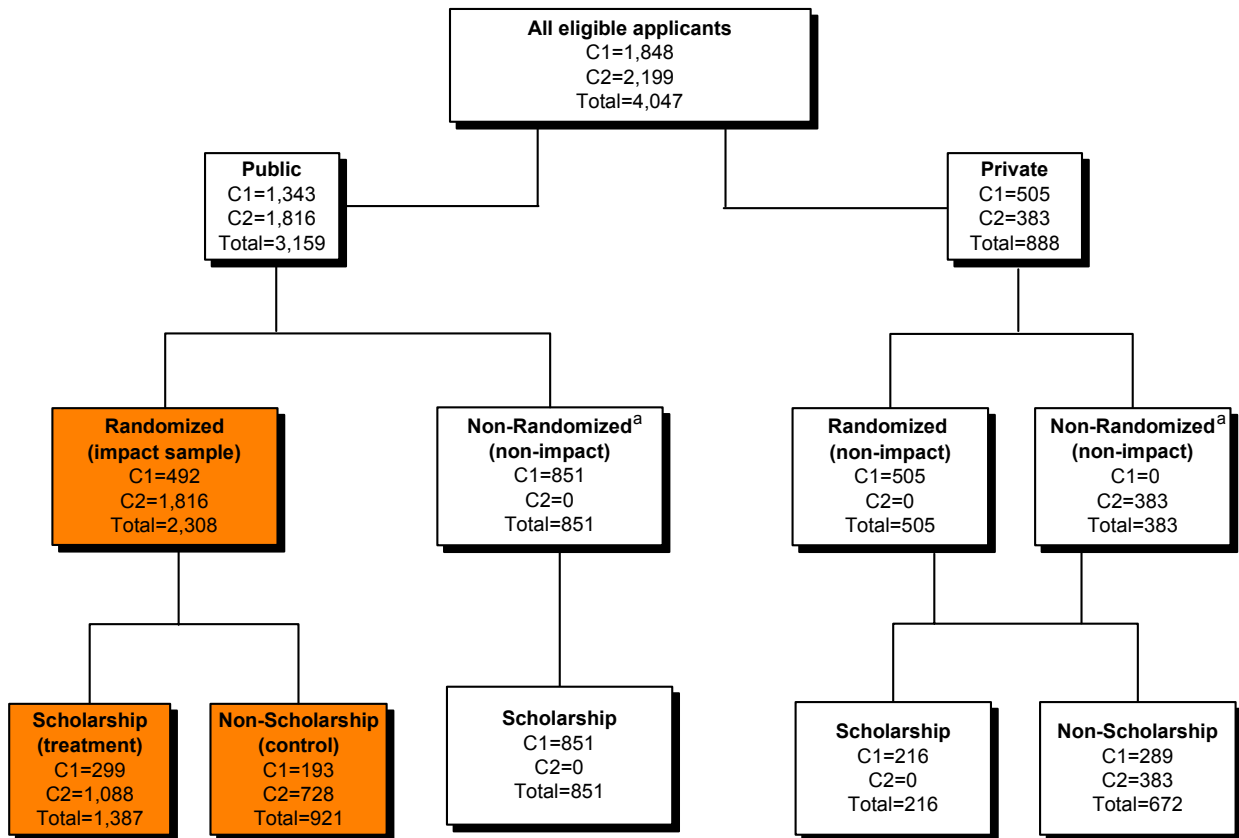 All eligible applicants
C1=1,848
C2=2,199
Total=4,047
Public
C1=1,343
C2=1,816
Total=3,159
Private
C1=505
C2=383
Total=888
Randomized
(impact sample)
C1=492
C2=1,816
Total=2,308
Non-Randomized a
(non-impact)
C1=851
C2=0
Total=851
Randomized
(non-impact)
C1=505
C2=0
Total=505
Non-Randomized a
(non-impact)
C1=0
C2=383
Total=383
Scholarship
(treatment)
C1=299
C2=1,088
Total=1,387
Non-Scholarship
(control)
C1=193
C2=728
Total=921
Scholarship
C1=851
C2=0
Total=851
Scholarship
C1=216
C2=0
Total=216
Non-Scholarship
C1=289
C2=383
Total=672